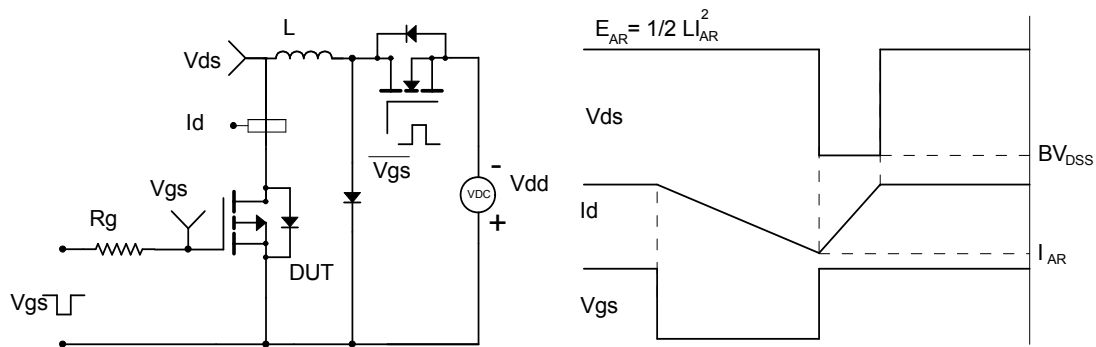 L
Vds
Id
Vgs
Vgs
Rg
DUT
Vgs
VDC
-
+
Vdd
E_AR = 1/2 LI_AR^2
Vds
BV_DSS
Id
I_AR
Vgs